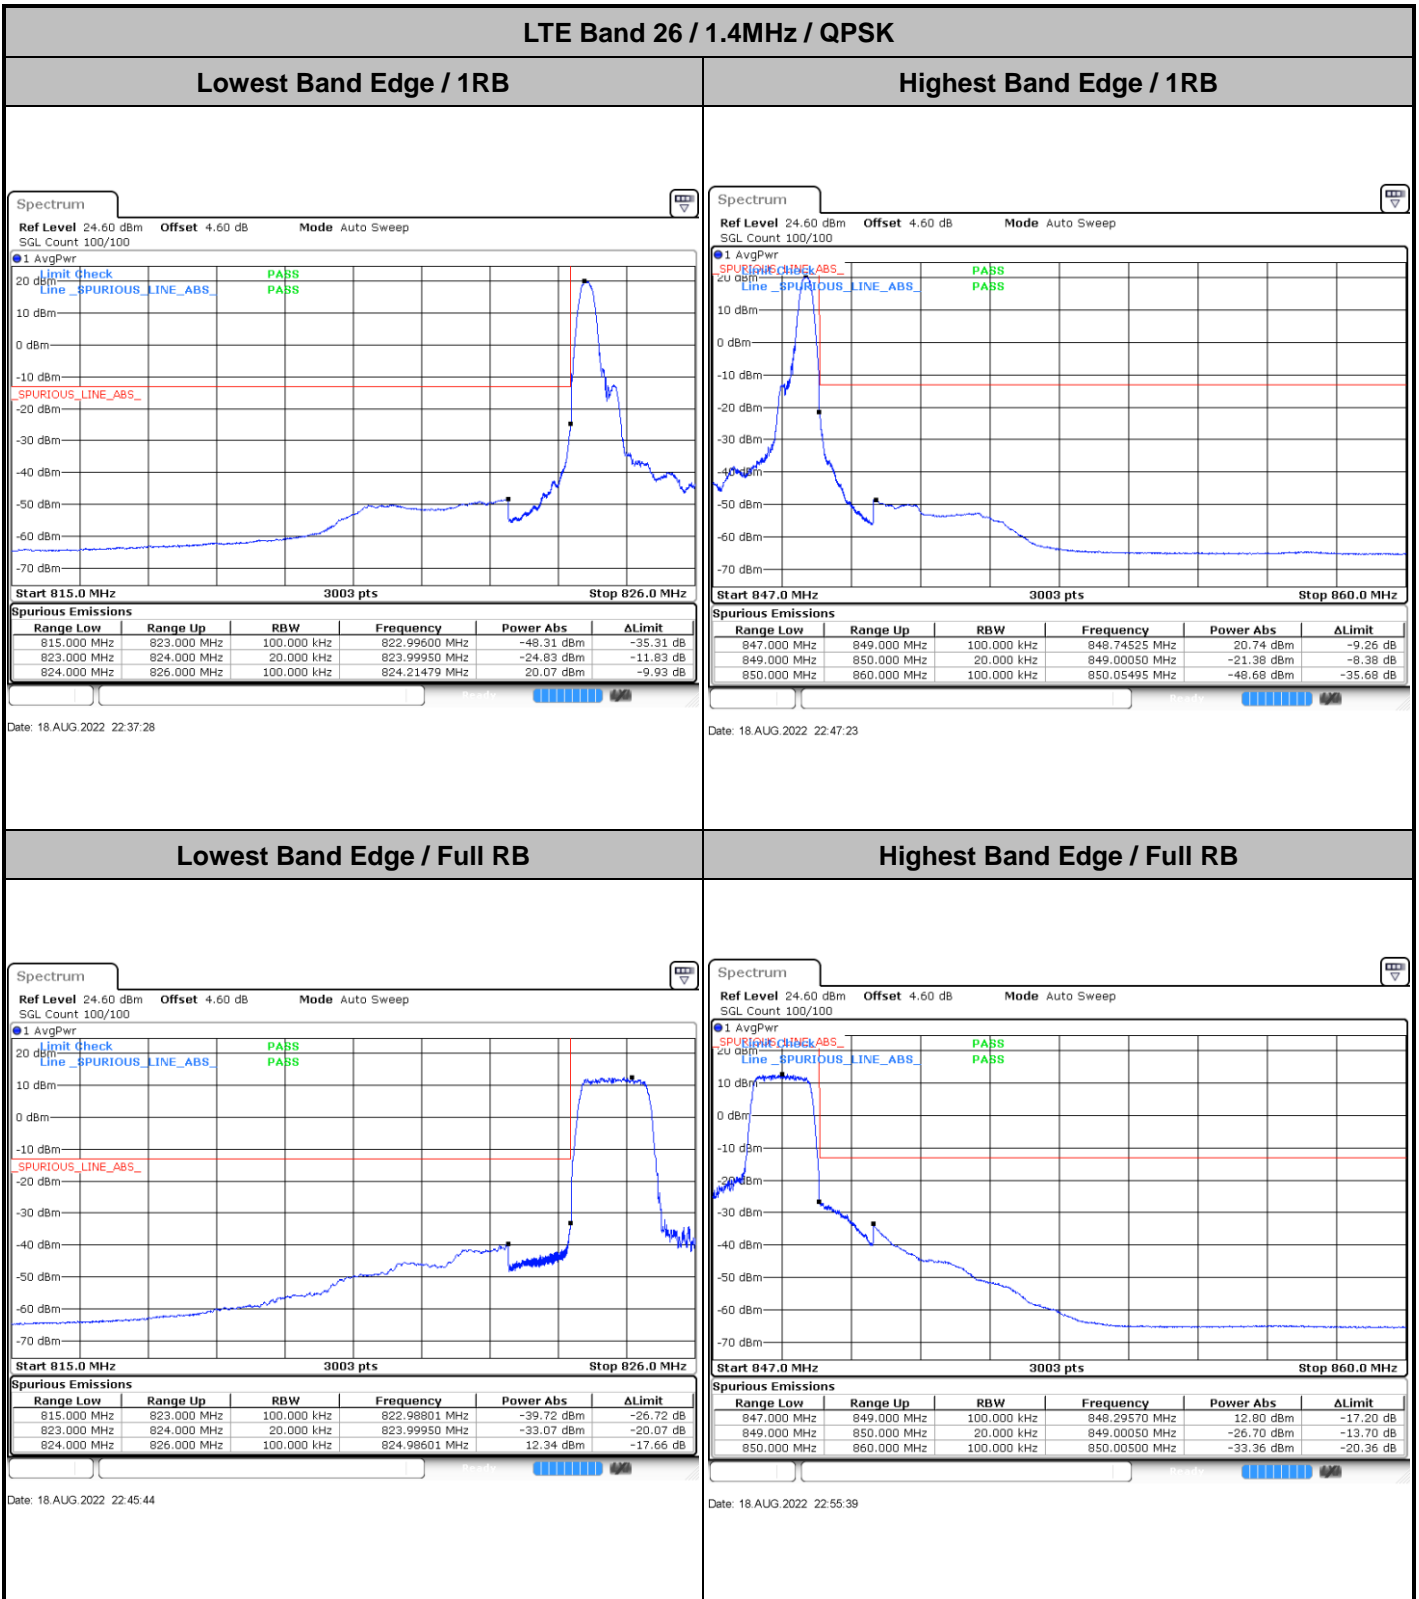 LTE Band 26 / 1.4MHz / QPSK
Lowest Band Edge / 1RB
Highest Band Edge / 1RB
Spectrum
Ref Level 24.60 dBm Offset 4.60 dB Mode Auto Sweep
SGL Count 100/100
1 AvgPwr
Limit Check PASS
Line _SPURIOUS_LINE_ABS_ PASS
20 dBm
10 dBm
0 dBm
-10 dBm
_SPURIOUS_LINE_ABS_
-20 dBm
-30 dBm
-40 dBm
-50 dBm
-60 dBm
-70 dBm
Start 815.0 MHz 3003 pts Stop 826.0 MHz
Spurious Emissions
Range Low Range Up RBW Frequency Power Abs ΔLimit
815.000 MHz 823.000 MHz 100.000 kHz 822.99600 MHz -48.31 dBm -35.31 dB
823.000 MHz 824.000 MHz 20.000 kHz 823.99950 MHz -24.83 dBm -11.83 dB
824.000 MHz 826.000 MHz 100.000 kHz 824.21479 MHz 20.07 dBm -9.93 dB
Ready
Date: 18.AUG.2022 22:37:28
Spectrum
Ref Level 24.60 dBm Offset 4.60 dB Mode Auto Sweep
SGL Count 100/100
1 AvgPwr
_SPURIOUS_LINE_ABS_
Limit Check PASS
Line _SPURIOUS_LINE_ABS_ PASS
20 dBm
10 dBm
0 dBm
-10 dBm
-20 dBm
-30 dBm
-40 dBm
-50 dBm
-60 dBm
-70 dBm
Start 847.0 MHz 3003 pts Stop 860.0 MHz
Spurious Emissions
Range Low Range Up RBW Frequency Power Abs ΔLimit
847.000 MHz 849.000 MHz 100.000 kHz 848.74525 MHz 20.74 dBm -9.26 dB
849.000 MHz 850.000 MHz 20.000 kHz 849.00050 MHz -21.38 dBm -8.38 dB
850.000 MHz 860.000 MHz 100.000 kHz 850.05495 MHz -48.68 dBm -35.68 dB
Ready
Date: 18.AUG.2022 22:47:23
Lowest Band Edge / Full RB
Highest Band Edge / Full RB
Spectrum
Ref Level 24.60 dBm Offset 4.60 dB Mode Auto Sweep
SGL Count 100/100
1 AvgPwr
Limit Check PASS
Line _SPURIOUS_LINE_ABS_ PASS
20 dBm
10 dBm
0 dBm
-10 dBm
_SPURIOUS_LINE_ABS_
-20 dBm
-30 dBm
-40 dBm
-50 dBm
-60 dBm
-70 dBm
Start 815.0 MHz 3003 pts Stop 826.0 MHz
Spurious Emissions
Range Low Range Up RBW Frequency Power Abs ΔLimit
815.000 MHz 823.000 MHz 100.000 kHz 822.98801 MHz -39.72 dBm -26.72 dB
823.000 MHz 824.000 MHz 20.000 kHz 823.99950 MHz -33.07 dBm -20.07 dB
824.000 MHz 826.000 MHz 100.000 kHz 824.98601 MHz 12.34 dBm -17.66 dB
Ready
Date: 18.AUG.2022 22:45:44
Spectrum
Ref Level 24.60 dBm Offset 4.60 dB Mode Auto Sweep
SGL Count 100/100
1 AvgPwr
_SPURIOUS_LINE_ABS_
Limit Check PASS
Line _SPURIOUS_LINE_ABS_ PASS
20 dBm
10 dBm
0 dBm
-10 dBm
-20 dBm
-30 dBm
-40 dBm
-50 dBm
-60 dBm
-70 dBm
Start 847.0 MHz 3003 pts Stop 860.0 MHz
Spurious Emissions
Range Low Range Up RBW Frequency Power Abs ΔLimit
847.000 MHz 849.000 MHz 100.000 kHz 848.29570 MHz 12.80 dBm -17.20 dB
849.000 MHz 850.000 MHz 20.000 kHz 849.00050 MHz -26.70 dBm -13.70 dB
850.000 MHz 860.000 MHz 100.000 kHz 850.00500 MHz -33.36 dBm -20.36 dB
Ready
Date: 18.AUG.2022 22:55:39